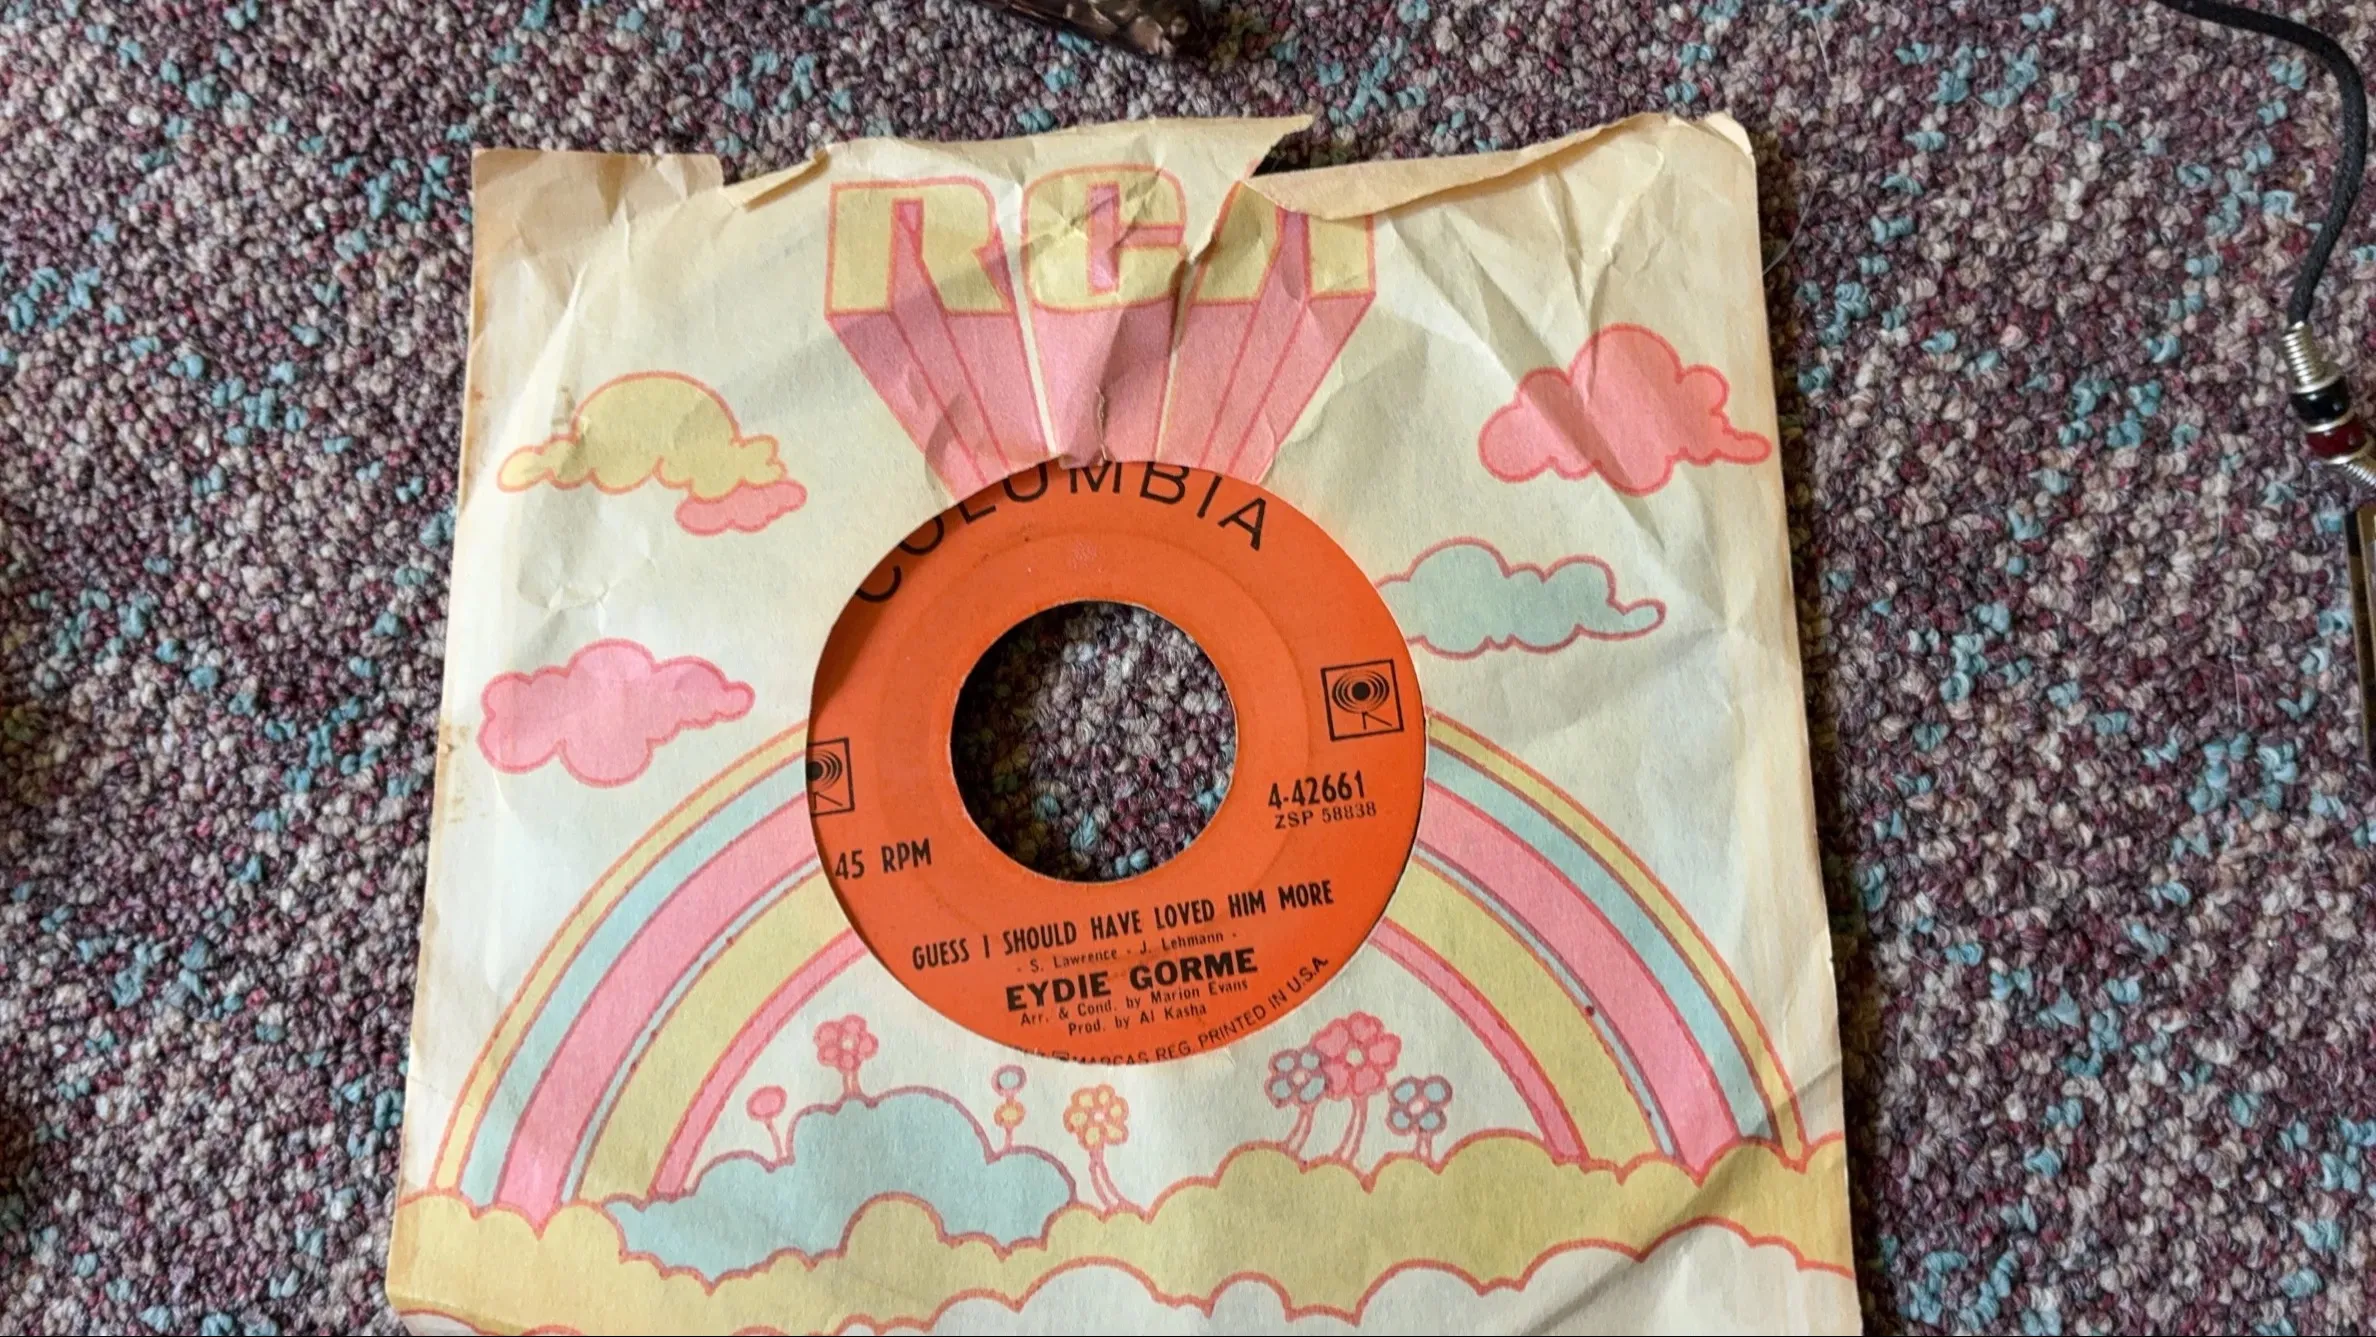 RCA
COLUMBIA
4-42661
ZSP 58838
45 RPM
GUESS I SHOULD HAVE LOVED HIM MORE
- S. Lawrence - J. Lehmann -
EYDIE GORME
Arr. & Cond. by Marion Evans
Prod. by Al Kasha
MARCAS REG. PRINTED IN U.S.A.